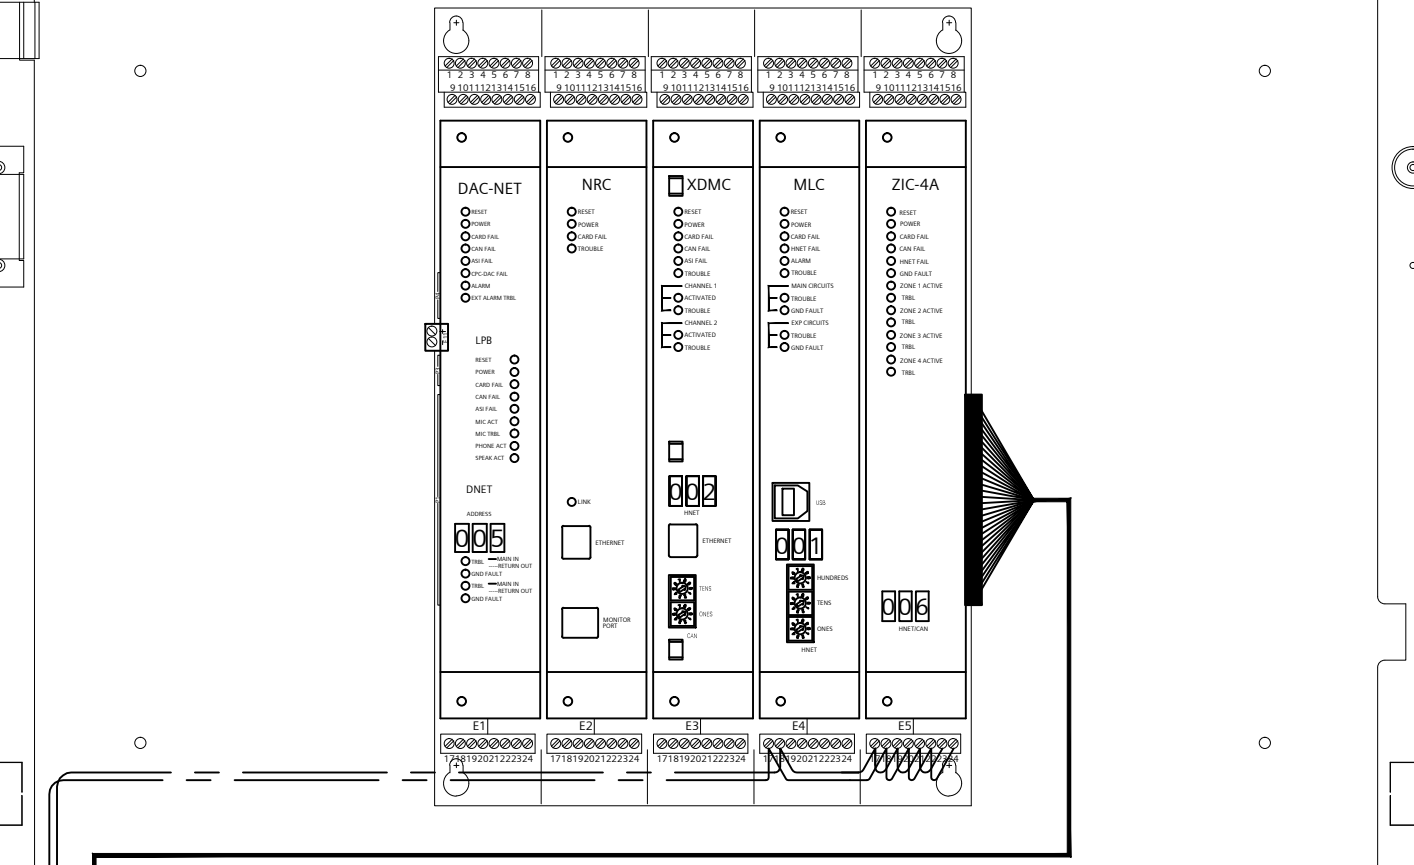 1 2 3 4 5 6 7 8
9 10 11 12 13 14 15 16
1 2 3 4 5 6 7 8
9 10 11 12 13 14 15 16
1 2 3 4 5 6 7 8
9 10 11 12 13 14 15 16
1 2 3 4 5 6 7 8
9 10 11 12 13 14 15 16
1 2 3 4 5 6 7 8
9 10 11 12 13 14 15 16
DAC-NET
RESET
POWER
CARD FAIL
CAN FAIL
ASI FAIL
CPC-DAC FAIL
ALARM
EXT ALARM TRBL
LPB
RESET
POWER
CARD FAIL
CAN FAIL
ASI FAIL
MIC ACT
MIC TRBL
PHONE ACT
SPEAK ACT
DNET
ADDRESS
005
TRBL MAIN IN
RETURN OUT
GND FAULT
TRBL MAIN IN
RETURN OUT
GND FAULT
E1
17 18 19 20 21 22 23 24
NRC
RESET
POWER
CARD FAIL
TROUBLE
LINK
ETHERNET
MONITOR
PORT
E2
17 18 19 20 21 22 23 24
XDMC
RESET
POWER
CARD FAIL
CAN FAIL
ASI FAIL
TROUBLE
CHANNEL 1
ACTIVATED
TROUBLE
CHANNEL 2
ACTIVATED
TROUBLE
002
HNET
ETHERNET
TENS
ONES
CAN
E3
17 18 19 20 21 22 23 24
MLC
RESET
POWER
CARD FAIL
HNET FAIL
ALARM
TROUBLE
MAIN CIRCUITS
TROUBLE
GND FAULT
EXP CIRCUITS
TROUBLE
GND FAULT
USB
001
HUNDREDS
TENS
ONES
HNET
E4
17 18 19 20 21 22 23 24
ZIC-4A
RESET
POWER
CARD FAIL
CAN FAIL
HNET FAIL
GND FAULT
ZONE 1 ACTIVE
TRBL
ZONE 2 ACTIVE
TRBL
ZONE 3 ACTIVE
TRBL
ZONE 4 ACTIVE
TRBL
006
HNET/CAN
E5
17 18 19 20 21 22 23 24